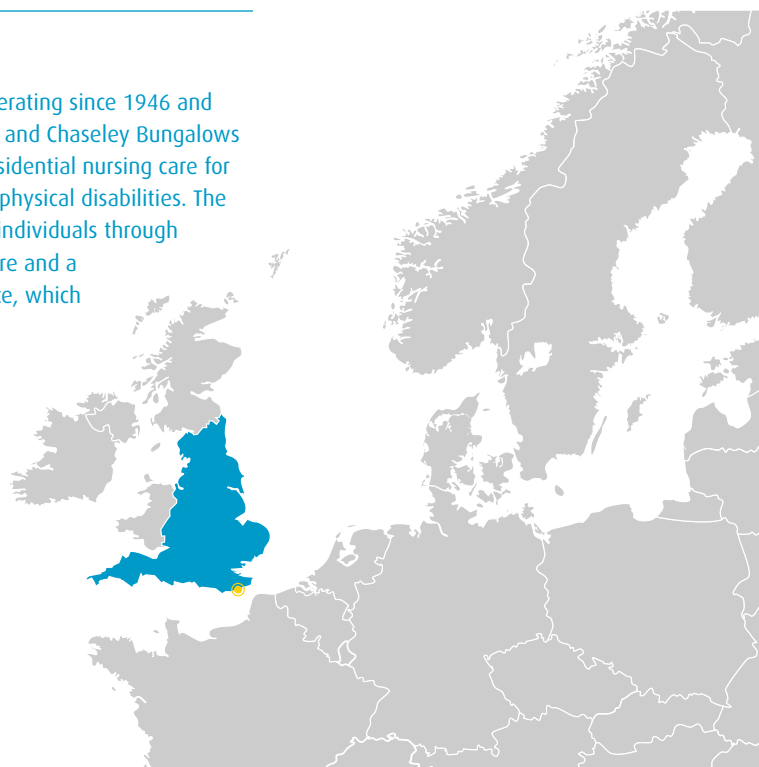 erating since 1946 and
and Chaseley Bungalows
sidential nursing care for
physical disabilities. The
individuals through
re and a
e, which